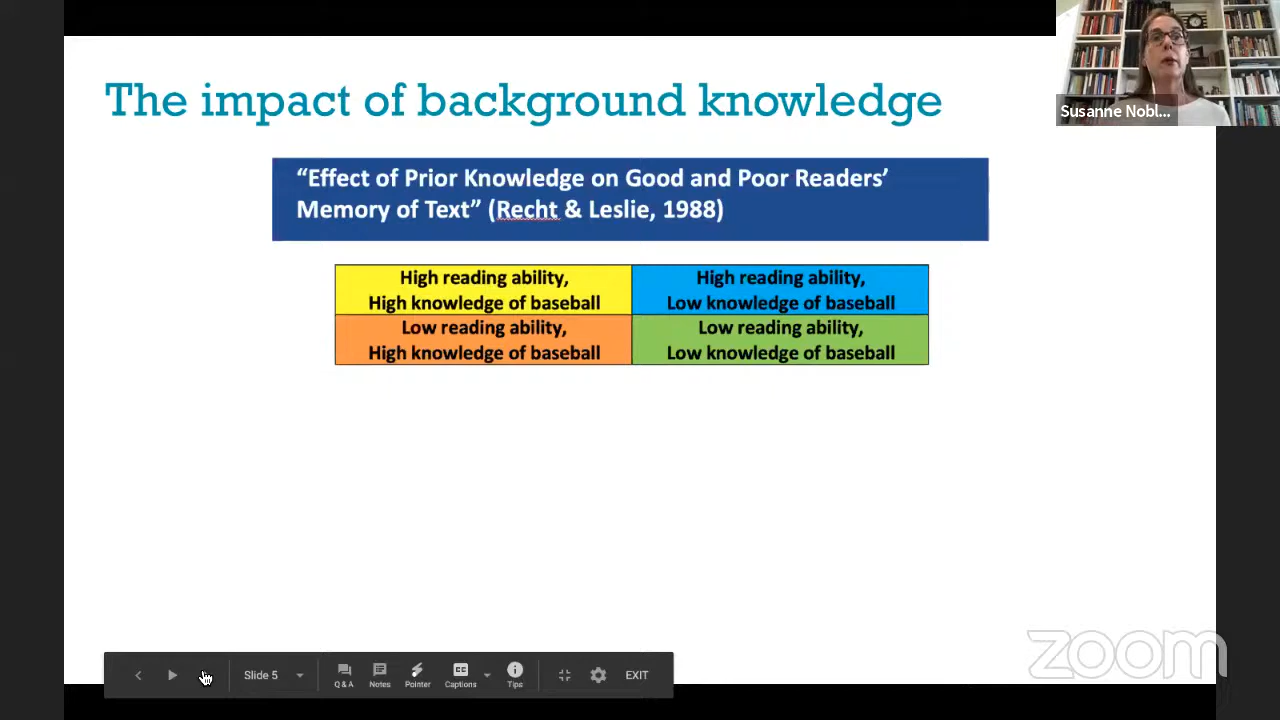 The impact of background knowledge
Susanne Nobl...
“Effect of Prior Knowledge on Good and Poor Readers’
Memory of Text” (Recht & Leslie, 1988)
High reading ability,
High knowledge of baseball
High reading ability,
Low knowledge of baseball
Low reading ability,
High knowledge of baseball
Low reading ability,
Low knowledge of baseball
zoom
Slide 5
Q & A
Notes
Pointer
CC
Captions
Tips
EXIT